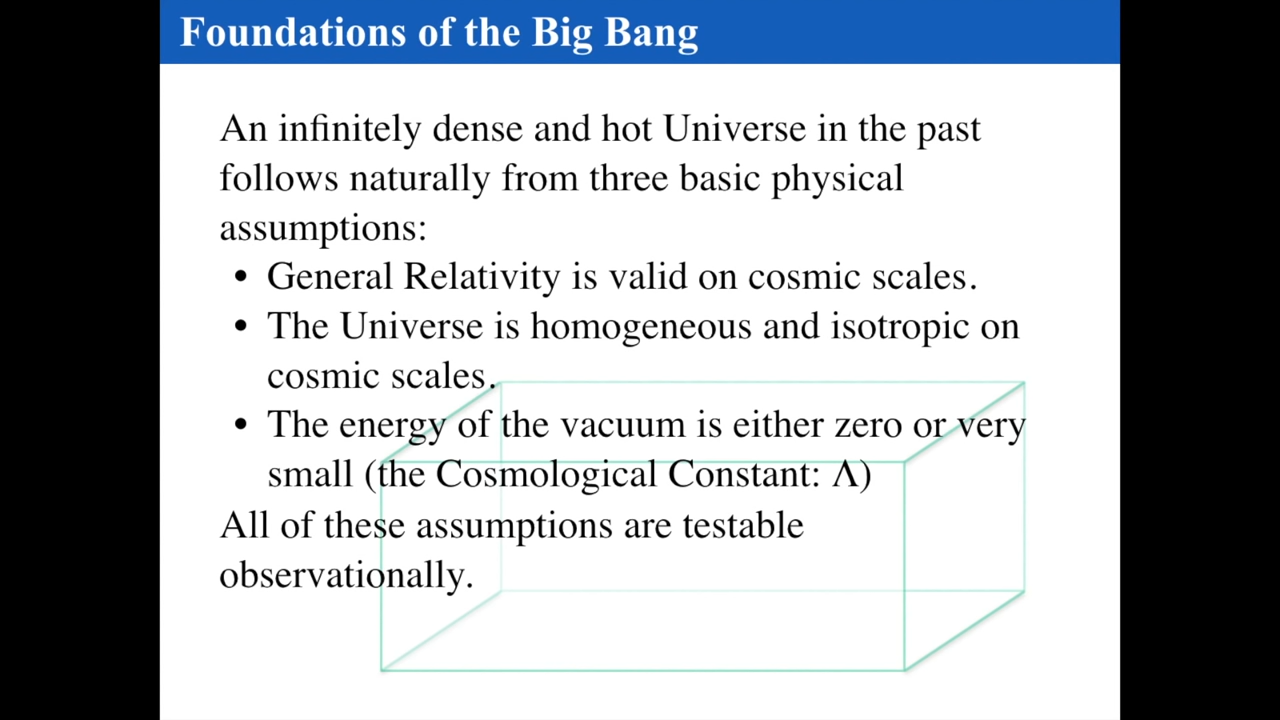 Foundations of the Big Bang
An infinitely dense and hot Universe in the past
follows naturally from three basic physical
assumptions:
• General Relativity is valid on cosmic scales.
• The Universe is homogeneous and isotropic on
cosmic scales.
• The energy of the vacuum is either zero or very
small (the Cosmological Constant: Λ)
All of these assumptions are testable
observationally.